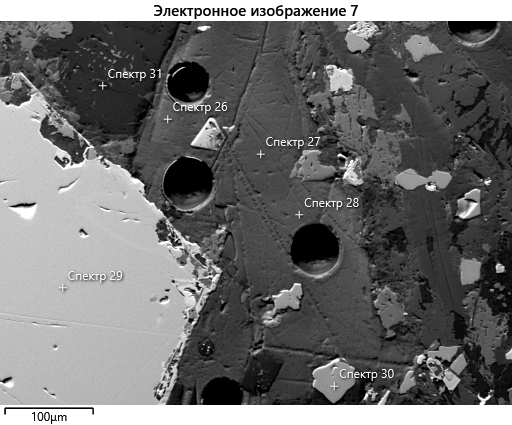 Электронное изображение 7
Спектр 31
Спектр 26
Спектр 27
Спектр 28
Спектр 29
Спектр 30
100µm